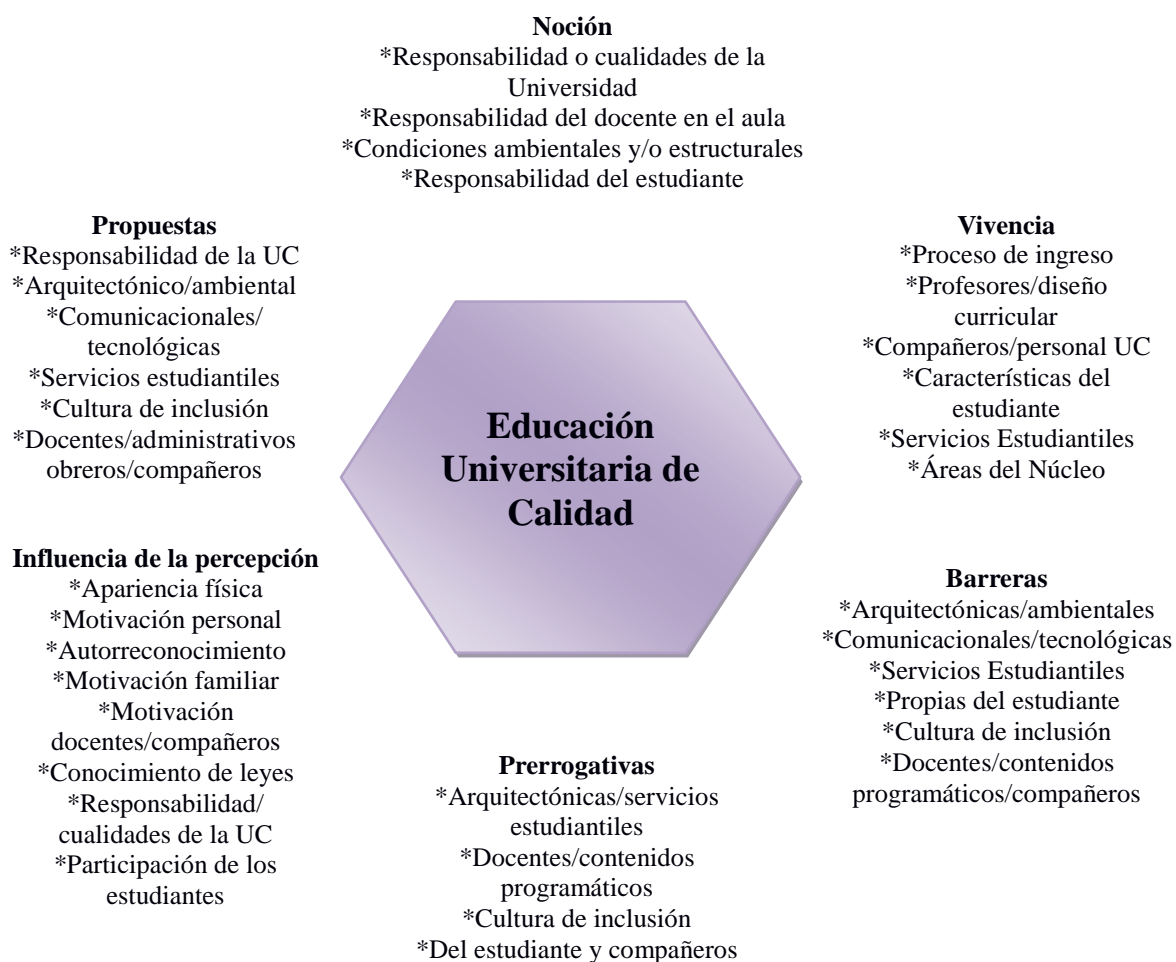 Noción
*Responsabilidad o cualidades de la
Universidad
*Responsabilidad del docente en el aula
*Condiciones ambientales y/o estructurales
*Responsabilidad del estudiante
Propuestas
*Responsabilidad de la UC
*Arquitectónico/ambiental
*Comunicacionales/
tecnológicas
*Servicios estudiantiles
*Cultura de inclusión
*Docentes/administrativos
obreros/compañeros
Vivencia
*Proceso de ingreso
*Profesores/diseño
curricular
*Compañeros/personal UC
*Características del
estudiante
*Servicios Estudiantiles
*Áreas del Núcleo
Educación
Universitaria de
Calidad
Influencia de la percepción
*Apariencia física
*Motivación personal
*Autorreconocimiento
*Motivación familiar
*Motivación
docentes/compañeros
*Conocimiento de leyes
*Responsabilidad/
cualidades de la UC
*Participación de los
estudiantes
Barreras
*Arquitectónicas/ambientales
*Comunicacionales/tecnológicas
*Servicios Estudiantiles
*Propias del estudiante
*Cultura de inclusión
*Docentes/contenidos
programáticos/compañeros
Prerrogativas
*Arquitectónicas/servicios
estudiantiles
*Docentes/contenidos
programáticos
*Cultura de inclusión
*Del estudiante y compañeros